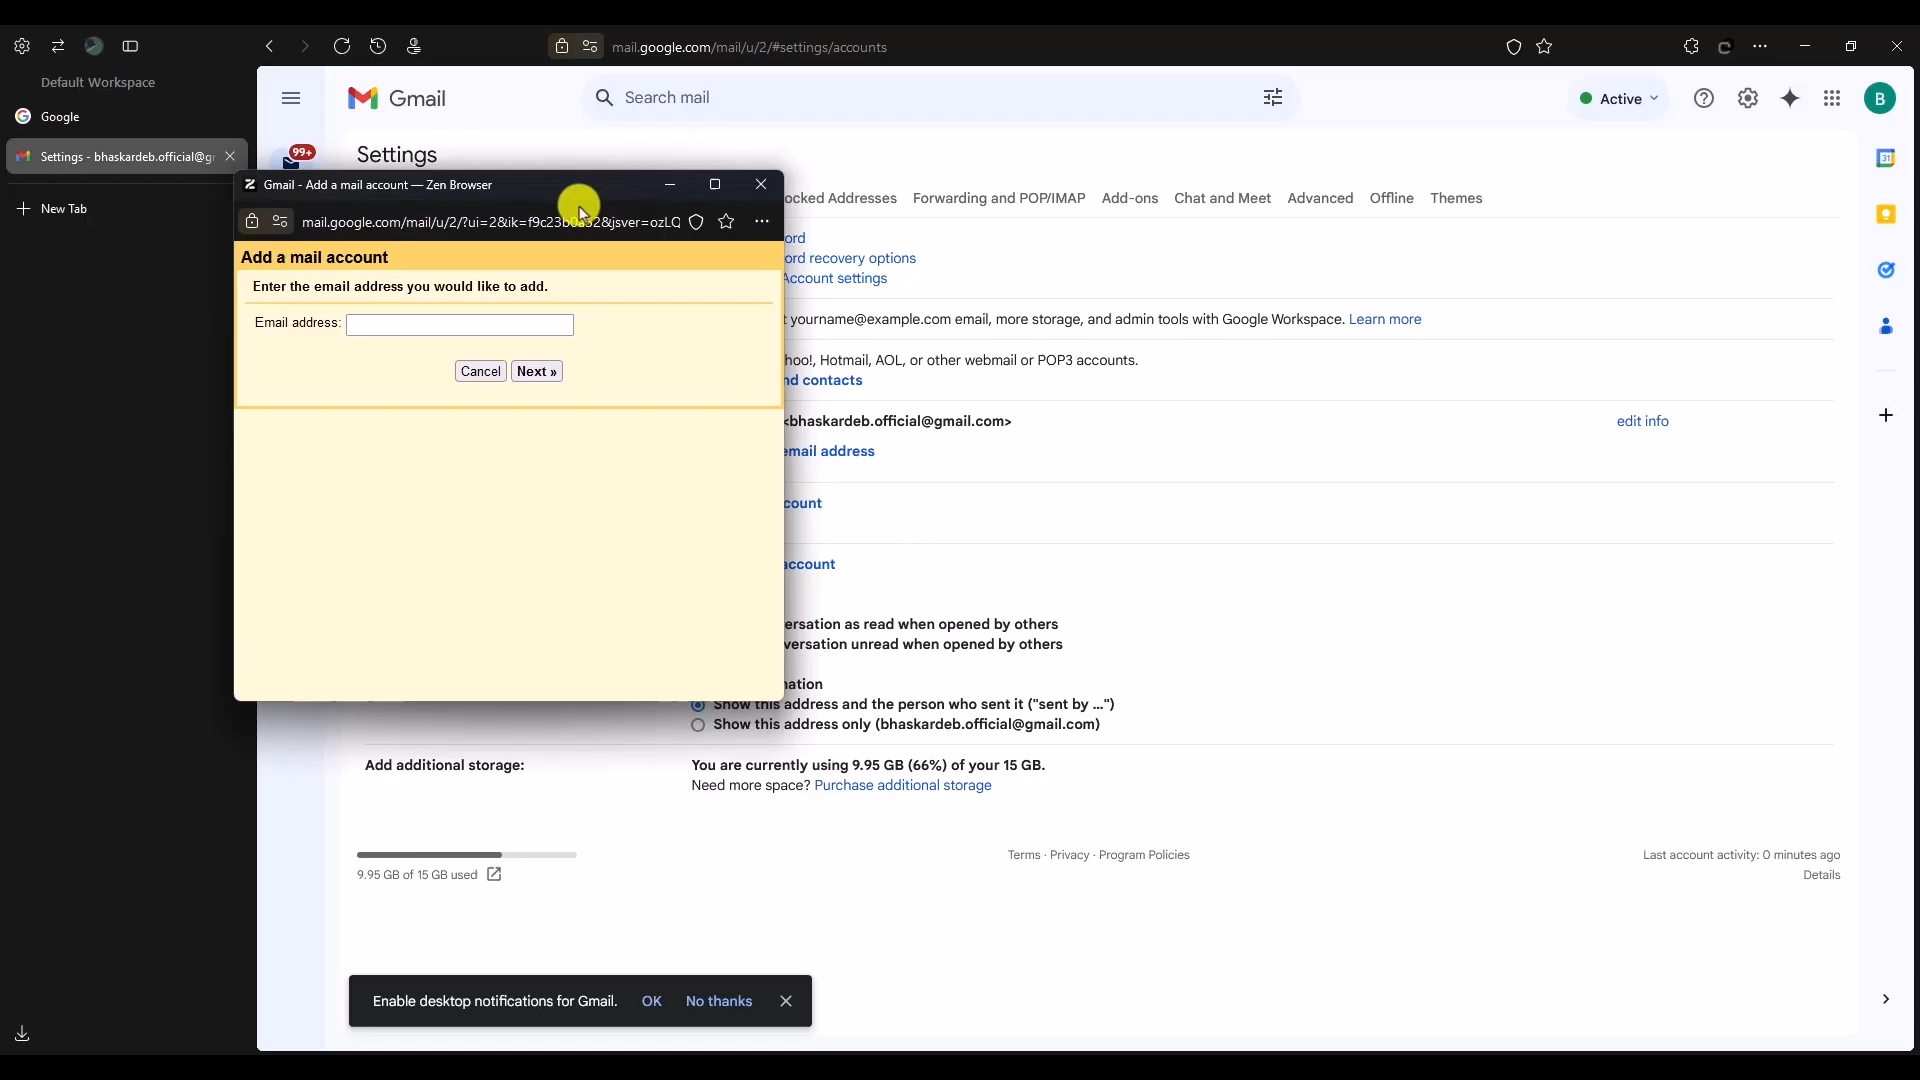 mail.google.com/mail/u/2/#settings/accounts
Default Workspace
Google
Settings - bhaskardeb.official@g
New Tab
Gmail
Search mail
Active
B
99+
Settings
Gmail - Add a mail account — Zen Browser
mail.google.com/mail/u/2/?ui=2&ik=f9c23b0a52&jsver=ozLQ
Add a mail account
Enter the email address you would like to add.
Email address:
Cancel Next »
ocked Addresses Forwarding and POP/IMAP Add-ons Chat and Meet Advanced Offline Themes
ord
ord recovery options
Account settings
t yourname@example.com email, more storage, and admin tools with Google Workspace. Learn more
hoo!, Hotmail, AOL, or other webmail or POP3 accounts.
nd contacts
<bhaskardeb.official@gmail.com> edit info
email address
count
account
ersation as read when opened by others
versation unread when opened by others
nation
Show this address and the person who sent it ("sent by ...")
Show this address only (bhaskardeb.official@gmail.com)
Add additional storage: You are currently using 9.95 GB (66%) of your 15 GB.
Need more space? Purchase additional storage
9.95 GB of 15 GB used
Terms · Privacy · Program Policies
Last account activity: 0 minutes ago
Details
Enable desktop notifications for Gmail. OK No thanks
31